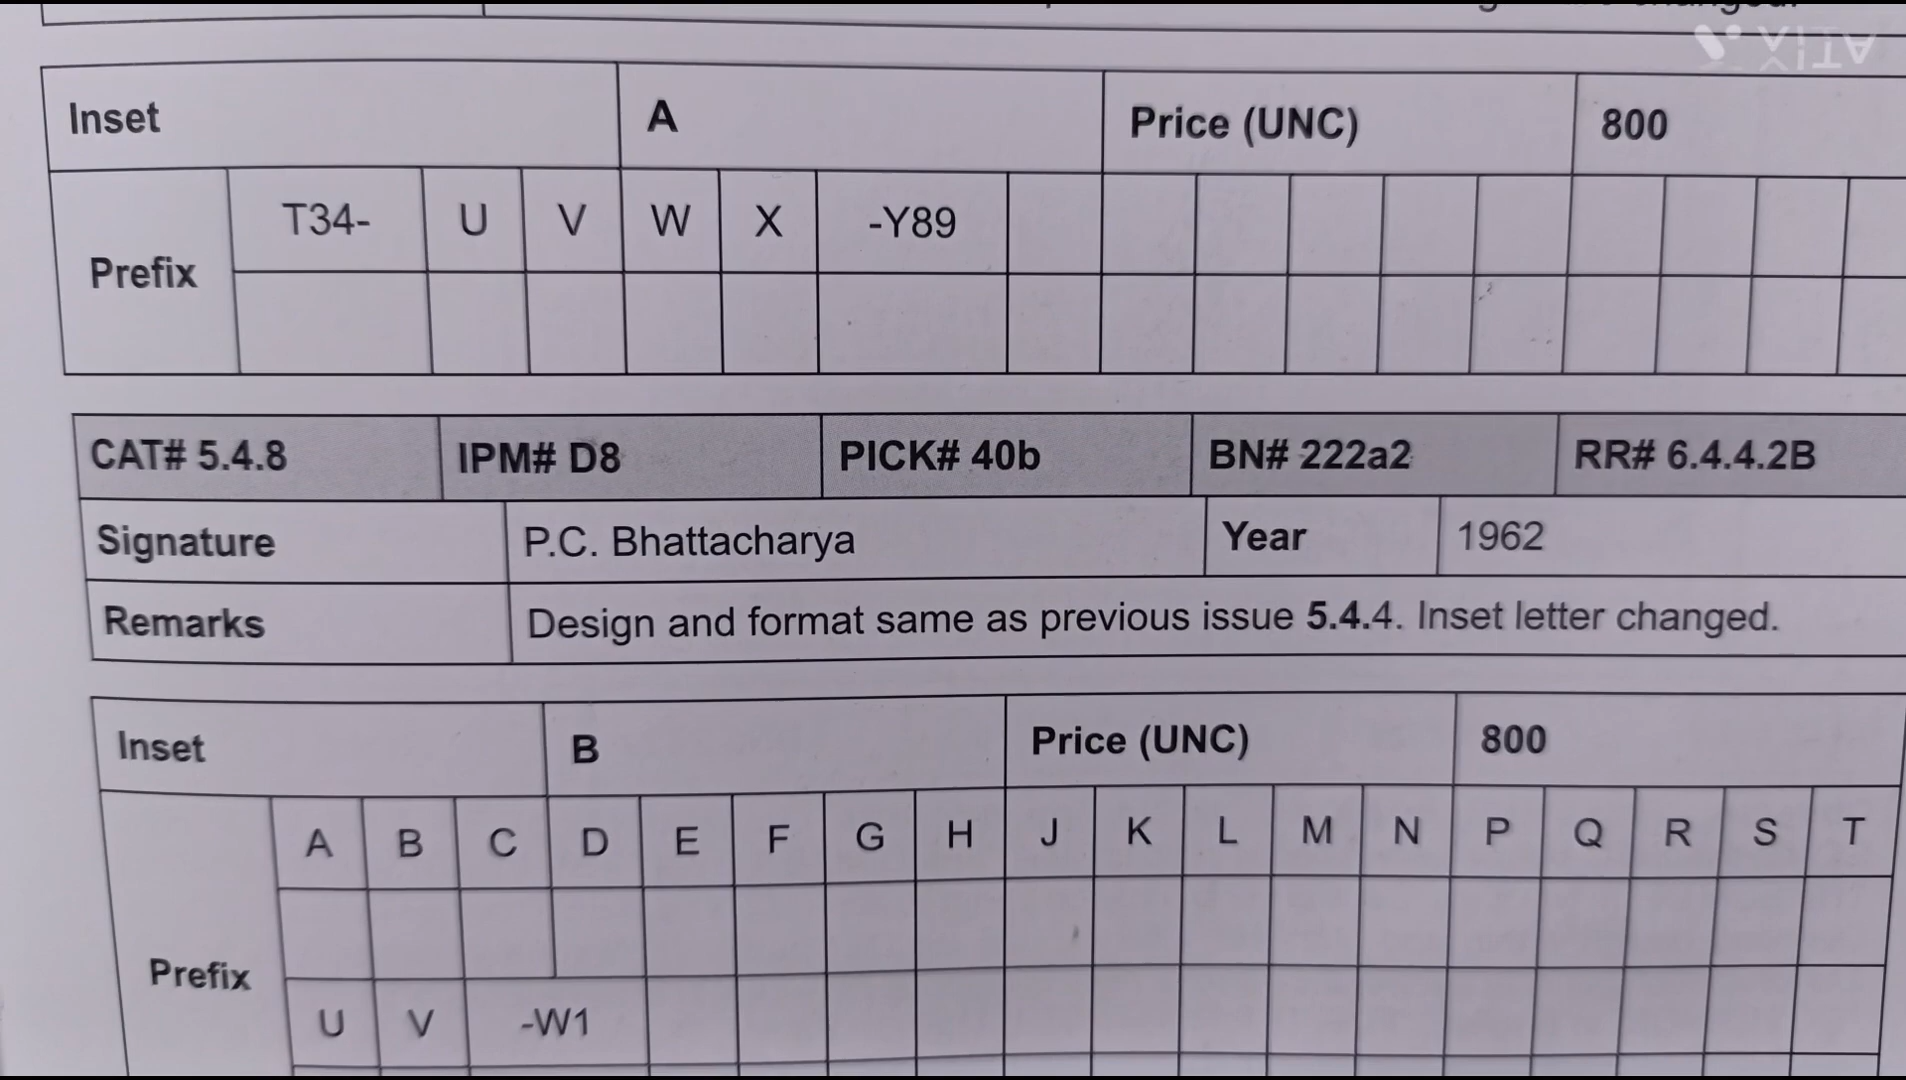 changed.
Inset A Price (UNC) 800
Prefix T34- U V W X -Y89
CAT# 5.4.8 IPM# D8 PICK# 40b BN# 222a2 RR# 6.4.4.2B
Signature P.C. Bhattacharya Year 1962
Remarks Design and format same as previous issue 5.4.4. Inset letter changed.
Inset B Price (UNC) 800
A B C D E F G H J K L M N P Q R S T
Prefix
U V -W1